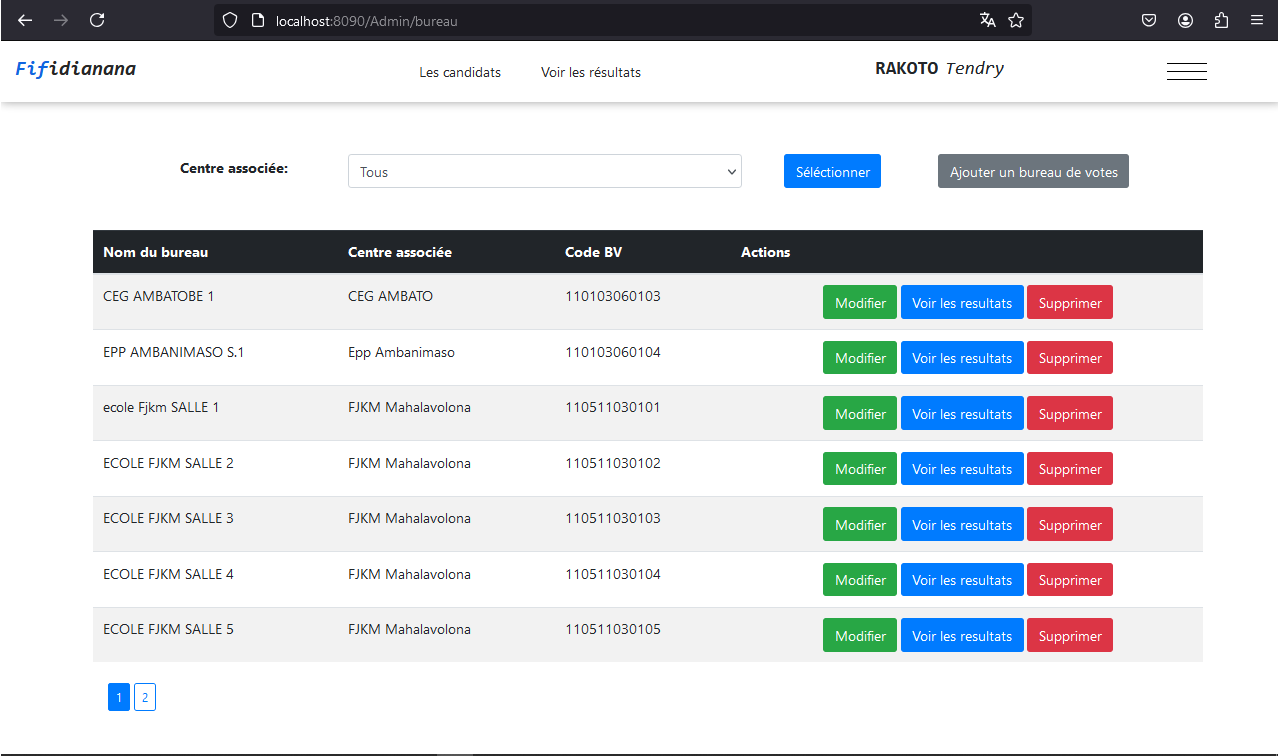 localhost:8090/Admin/bureau
Fifidianana Les candidats Voir les résultats RAKOTO Tendry
Centre associée: Tous Séléctionner Ajouter un bureau de votes
Nom du bureau Centre associée Code BV Actions
CEG AMBATOBE 1 CEG AMBATO 110103060103 Modifier Voir les resultats Supprimer
EPP AMBANIMASO S.1 Epp Ambanimaso 110103060104 Modifier Voir les resultats Supprimer
ecole Fjkm SALLE 1 FJKM Mahalavolona 110511030101 Modifier Voir les resultats Supprimer
ECOLE FJKM SALLE 2 FJKM Mahalavolona 110511030102 Modifier Voir les resultats Supprimer
ECOLE FJKM SALLE 3 FJKM Mahalavolona 110511030103 Modifier Voir les resultats Supprimer
ECOLE FJKM SALLE 4 FJKM Mahalavolona 110511030104 Modifier Voir les resultats Supprimer
ECOLE FJKM SALLE 5 FJKM Mahalavolona 110511030105 Modifier Voir les resultats Supprimer
1 2